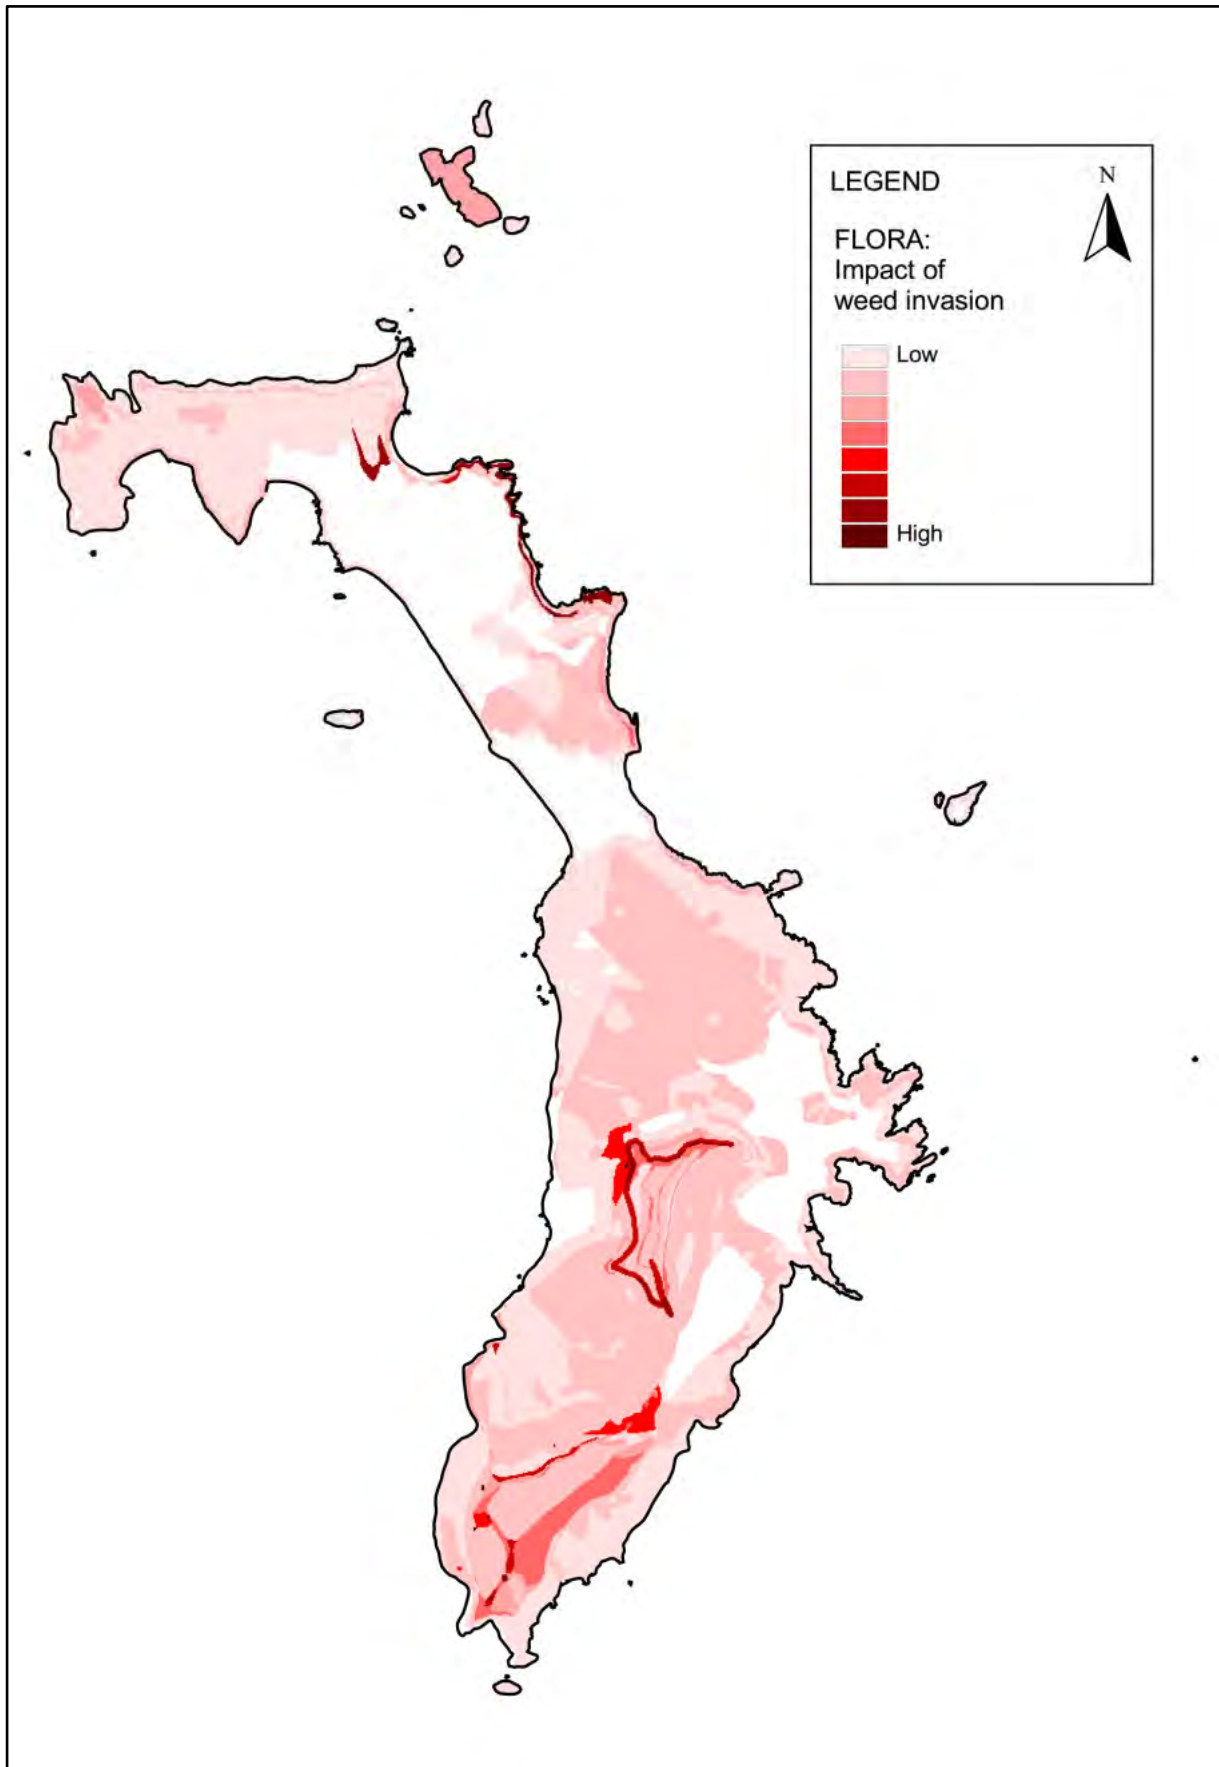 LEGEND
N
FLORA:
Impact of
weed invasion
Low
High